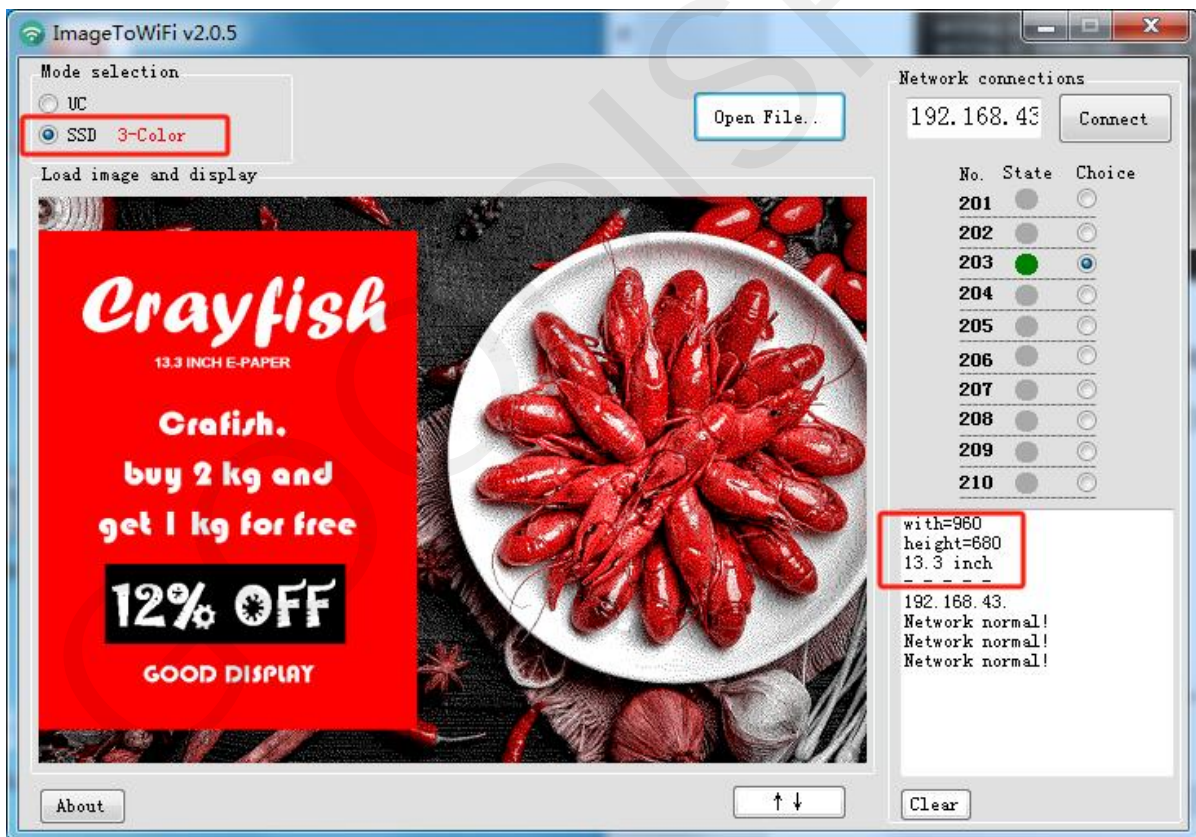 ImageToWiFi v2.0.5
Mode selection
UC
SSD 3-Color
Open File..
Network connections
192.168.43
Connect
Load image and display
No. State Choice
201
202
203
204
205
206
207
208
209
210
Crayfish
13.3 INCH E-PAPER
Crafish.
buy 2 kg and
get 1 kg for free
12% OFF
GOOD DISPLAY
with=960
height=680
13.3 inch
- - - - -
192.168.43.
Network normal!
Network normal!
Network normal!
About
↑↓
Clear